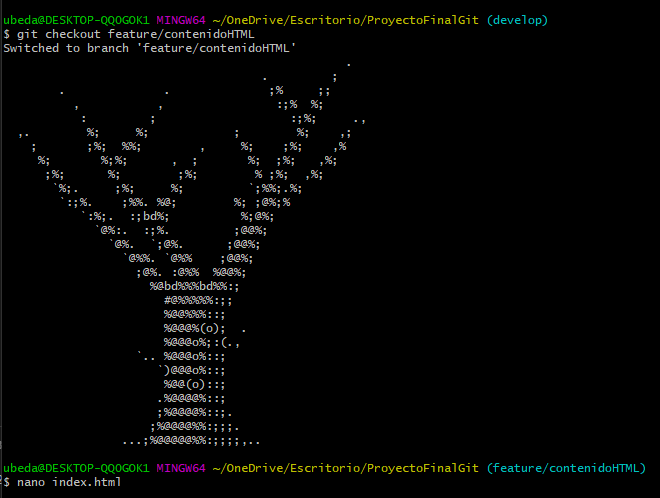 ubeda@DESKTOP-QQOGOK1 MINGW64 ~/OneDrive/Escritorio/ProyectoFinalGit (develop)
$ git checkout feature/contenidoHTML
Switched to branch 'feature/contenidoHTML'
                                                  .
                                      .         ;
         .              .              ;%     ;;
           ,           ,                :;%  %;
            :         ;                   :;%;'     .,
   ,.        %;     %;            ;        %;'    ,;
     ;       ;%;  %%;        ,     %;    ;%;    ,%'
      %;       %;%;      ,  ;       %;  ;%;   ,%;'
       ;%;      %;        ;%;        % ;%;  ,%;'
        `%;.     ;%;     %;'         `;%%;.%;'
         `:;%.    ;%%. %@;        %; ;@%;%'
            `:%;.  :;bd%;          %;@%;'
              `@%:.  :;%.         ;@@%;'
                `@%.  `;@%.      ;@@%;
                  `@%%. `@%%    ;@@%;
                    ;@%. :@%%  %@@%;
                      %@bd%%%bd%%:;
                        #@%%%%%:;;
                        %@@%%%::;
                        %@@@%(o);  .
                        %@@@o%;:(.,
                    `.. %@@@o%::;
                       `)@@@o%::;
                        %@@(o)::;
                       .%@@@@%::;
                       ;%@@@@%::;.
                      ;%@@@@%%:;;;.
                  ...;%@@@@@%%:;;;;,..
ubeda@DESKTOP-QQOGOK1 MINGW64 ~/OneDrive/Escritorio/ProyectoFinalGit (feature/contenidoHTML)
$ nano index.html